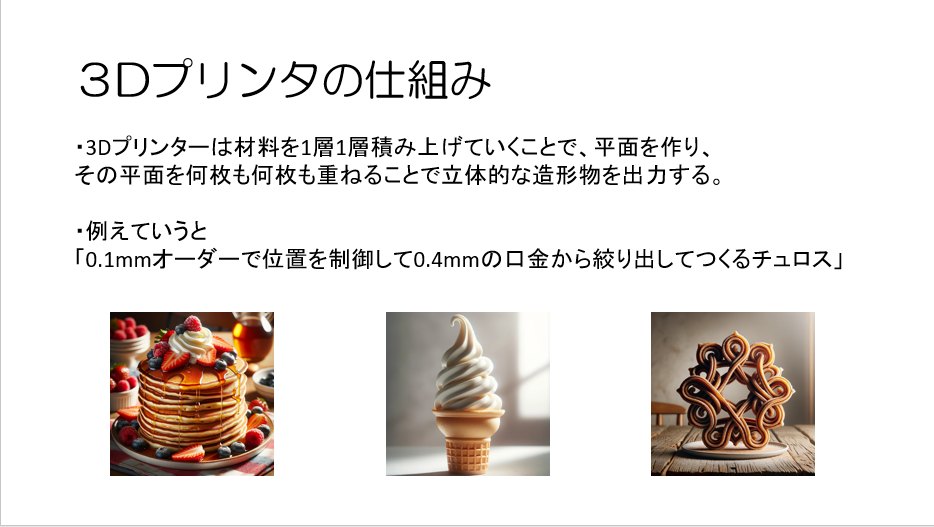 3Dプリンタの仕組み
・3Dプリンターは材料を1層1層積み上げていくことで、平面を作り、
その平面を何枚も何枚も重ねることで立体的な造形物を出力する。
・例えていうと
「0.1mmオーダーで位置を制御して0.4mmの口金から絞り出してつくるチュロス」